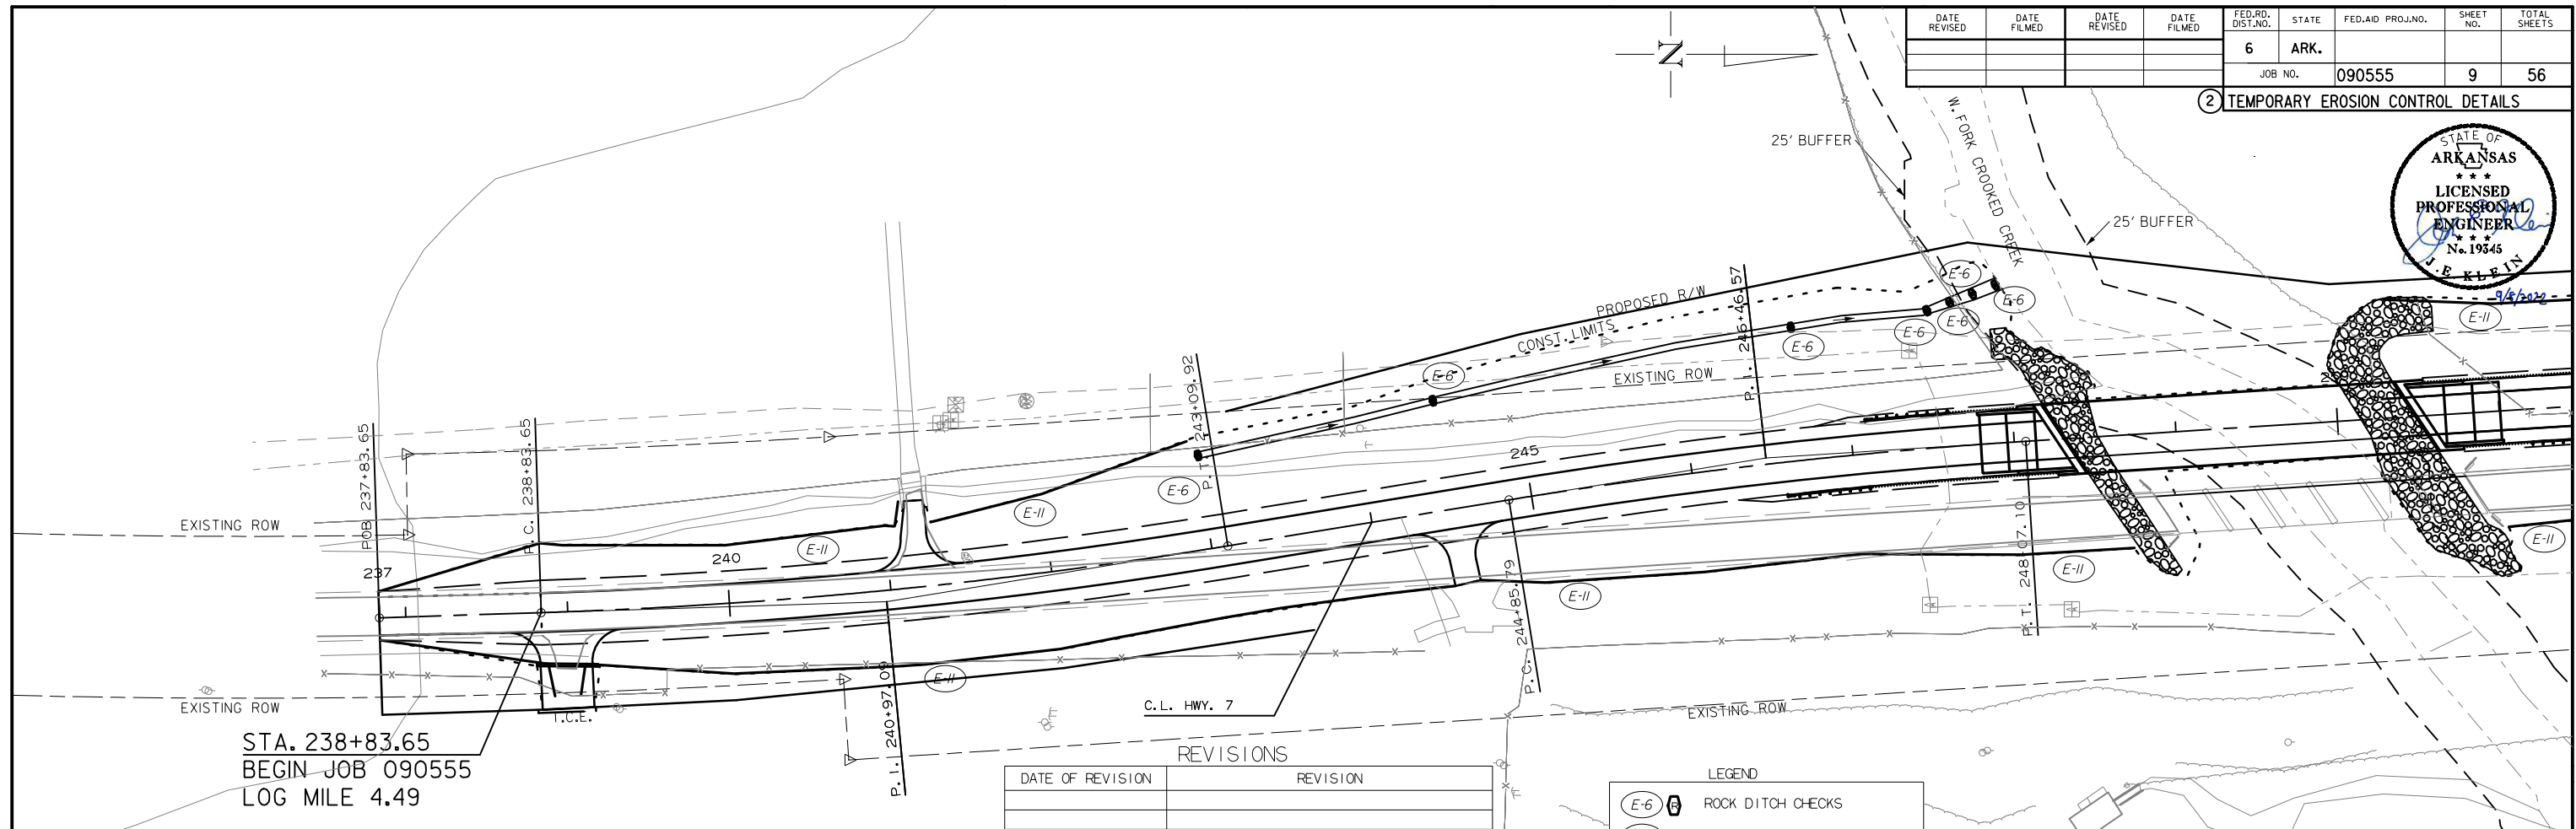 DATE REVISED
DATE FILMED
DATE REVISED
DATE FILMED
FED.RD. DIST.NO.
STATE
FED.AID PROJ.NO.
SHEET NO.
TOTAL SHEETS
6
ARK.
JOB NO.
090555
9
56
2
TEMPORARY EROSION CONTROL DETAILS
STATE OF
ARKANSAS
* * *
LICENSED
PROFESSIONAL
ENGINEER
* * *
No. 19345
J.E. KLEIN
N
25' BUFFER
W. FORK CROOKED CREEK
25' BUFFER
PROPOSED R/W
CONST. LIMITS
EXISTING ROW
P.I. 246+46.57
E-6
E-6
E-6
E-6
E-6
E-6
E-6
E-11
P.T. 243+09.92
245
POB 237+83.65
P.C. 238+83.65
EXISTING ROW
237
240
E-11
E-11
E-11
E-11
E-11
E-11
P.C. 244+85.79
P.T. 248+07.10
P.I. 240+97.09
EXISTING ROW
T.C.E.
C.L. HWY. 7
EXISTING ROW
STA. 238+83.65
BEGIN JOB 090555
LOG MILE 4.49
REVISIONS
DATE OF REVISION
REVISION
LEGEND
E-6
R
ROCK DITCH CHECKS